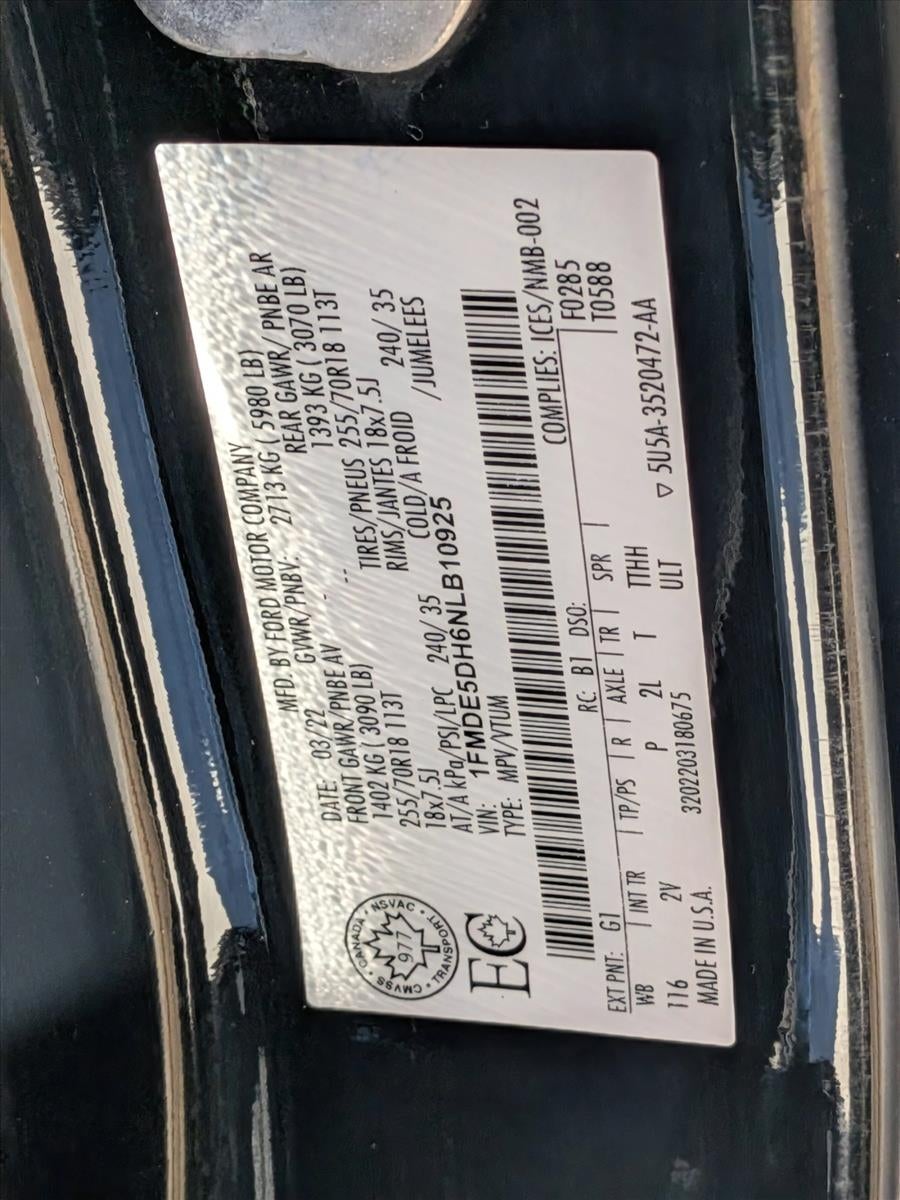 MFD. BY FORD MOTOR COMPANY
DATE: 03/22 GVWR/PNBV: 2713 KG ( 5980 LB)
FRONT GAWR/PNBE AV - -- REAR GAWR/ PNBE AR
1402 KG ( 3090 LB) 1393 KG ( 3070 LB)
255/70R18 113T TIRES/PNEUS 255/70R18 113T
18x7.5J RIMS/JANTES 18x7.5J
AT/A kPa/PSI/LPC 240/ 35 COLD/A FROID 240/ 35
/JUMELEES
VIN: 1FMDE5DH6NLB10925
TYPE: MPV/VTUM
COMPLIES: ICES/NMB-002
CANADA • NSVAC • TRANSPORT • CMVSS •
977
EC
EXT PNT: G1 RC: B1 DSO: F0285
WB INT TR TP/PS R AXLE TR SPR T0588
116 2V P 2L T TTHH
ULT
MADE IN U.S.A. 3202203180675 ▽ 5U5A-3520472-AA